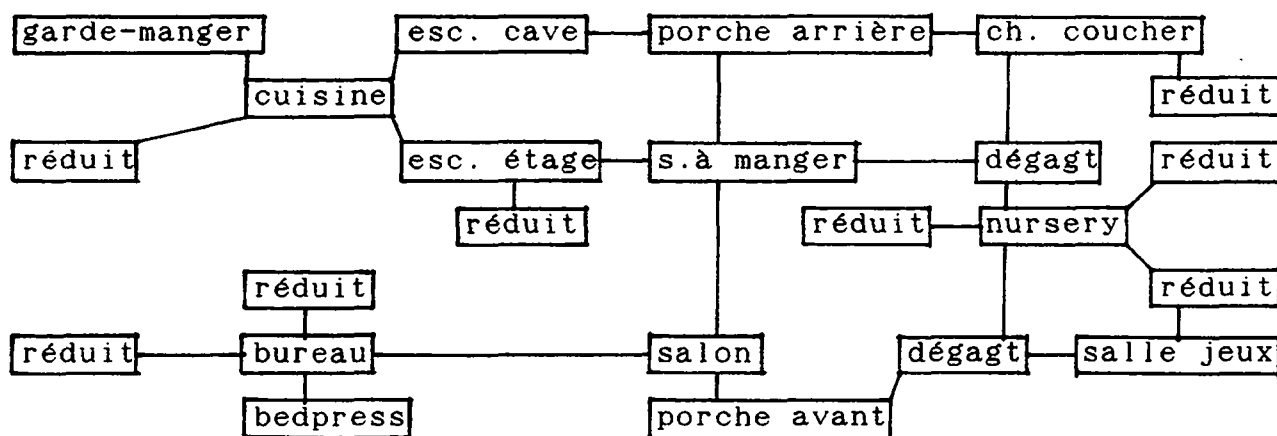 garde-manger esc. cave porche arrière ch. coucher
cuisine réduit
réduit esc. étage s.à manger dégagt réduit
réduit réduit nursery
réduit réduit
réduit bureau salon dégagt salle jeux
bedpress porche avant